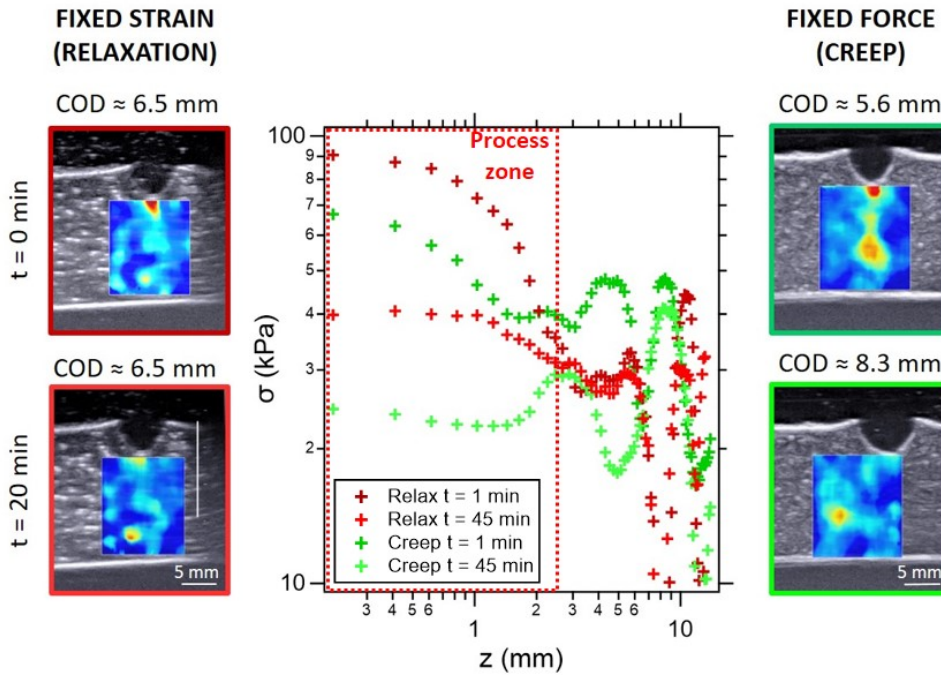 FIXED STRAIN
(RELAXATION)
COD ≈ 6.5 mm
t = 0 min
COD ≈ 6.5 mm
t = 20 min
5 mm
100
9
8
7
6
5
4
3
2
10
σ (kPa)
Process
zone
Relax t = 1 min
Relax t = 45 min
Creep t = 1 min
Creep t = 45 min
3 4 5 6 2 3 4 5 6
1 10
z (mm)
FIXED FORCE
(CREEP)
COD ≈ 5.6 mm
COD ≈ 8.3 mm
5 mm